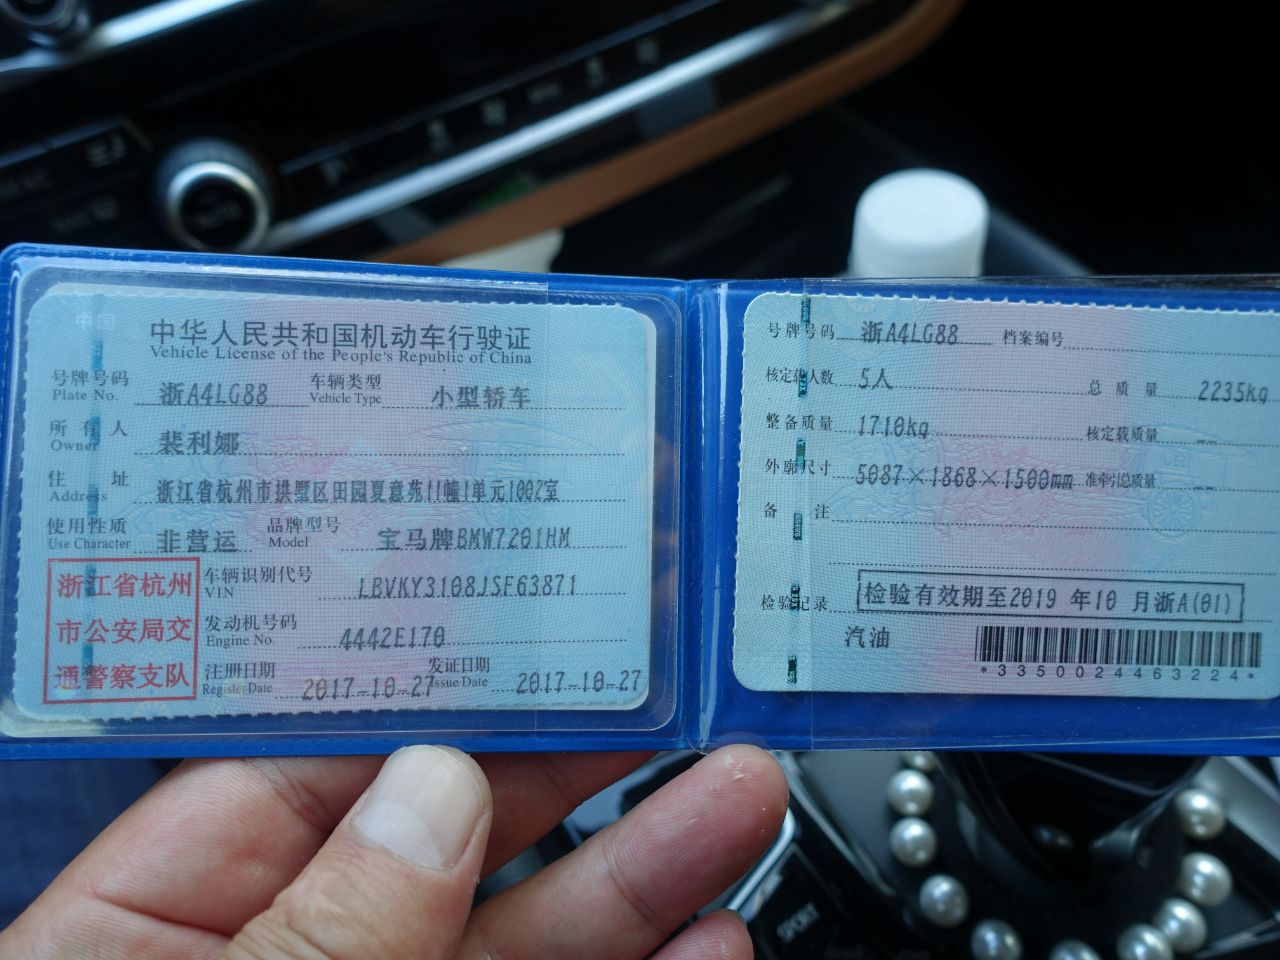 中华人民共和国机动车行驶证
Vehicle License of the People's Republic of China
号牌号码 浙A4LG88 车辆类型 小型轿车
Plate No. Vehicle Type
所有人 裴利娜
Owner
住址 浙江省杭州市拱墅区田园夏意苑11幢1单元1002室
Address
使用性质 非营运 品牌型号 宝马牌BMW7201HM
Use Character Model
浙江省杭州
市公安局交
通警察支队
车辆识别代号 LBVKY3108JSF63871
VIN
发动机号码 4442E170
Engine No.
注册日期 2017-10-27 发证日期 2017-10-27
Register Date Issue Date
号牌号码 浙A4LG88 档案编号
核定载人数 5人 总质量 2235kg
整备质量 1710kg 核定载质量 --
外廓尺寸 5087×1868×1500mm 准牵引总质量 --
备注
检验记录 检验有效期至2019 年10 月浙A(01)
汽油
*3350024463224*
AUTO
SPORT